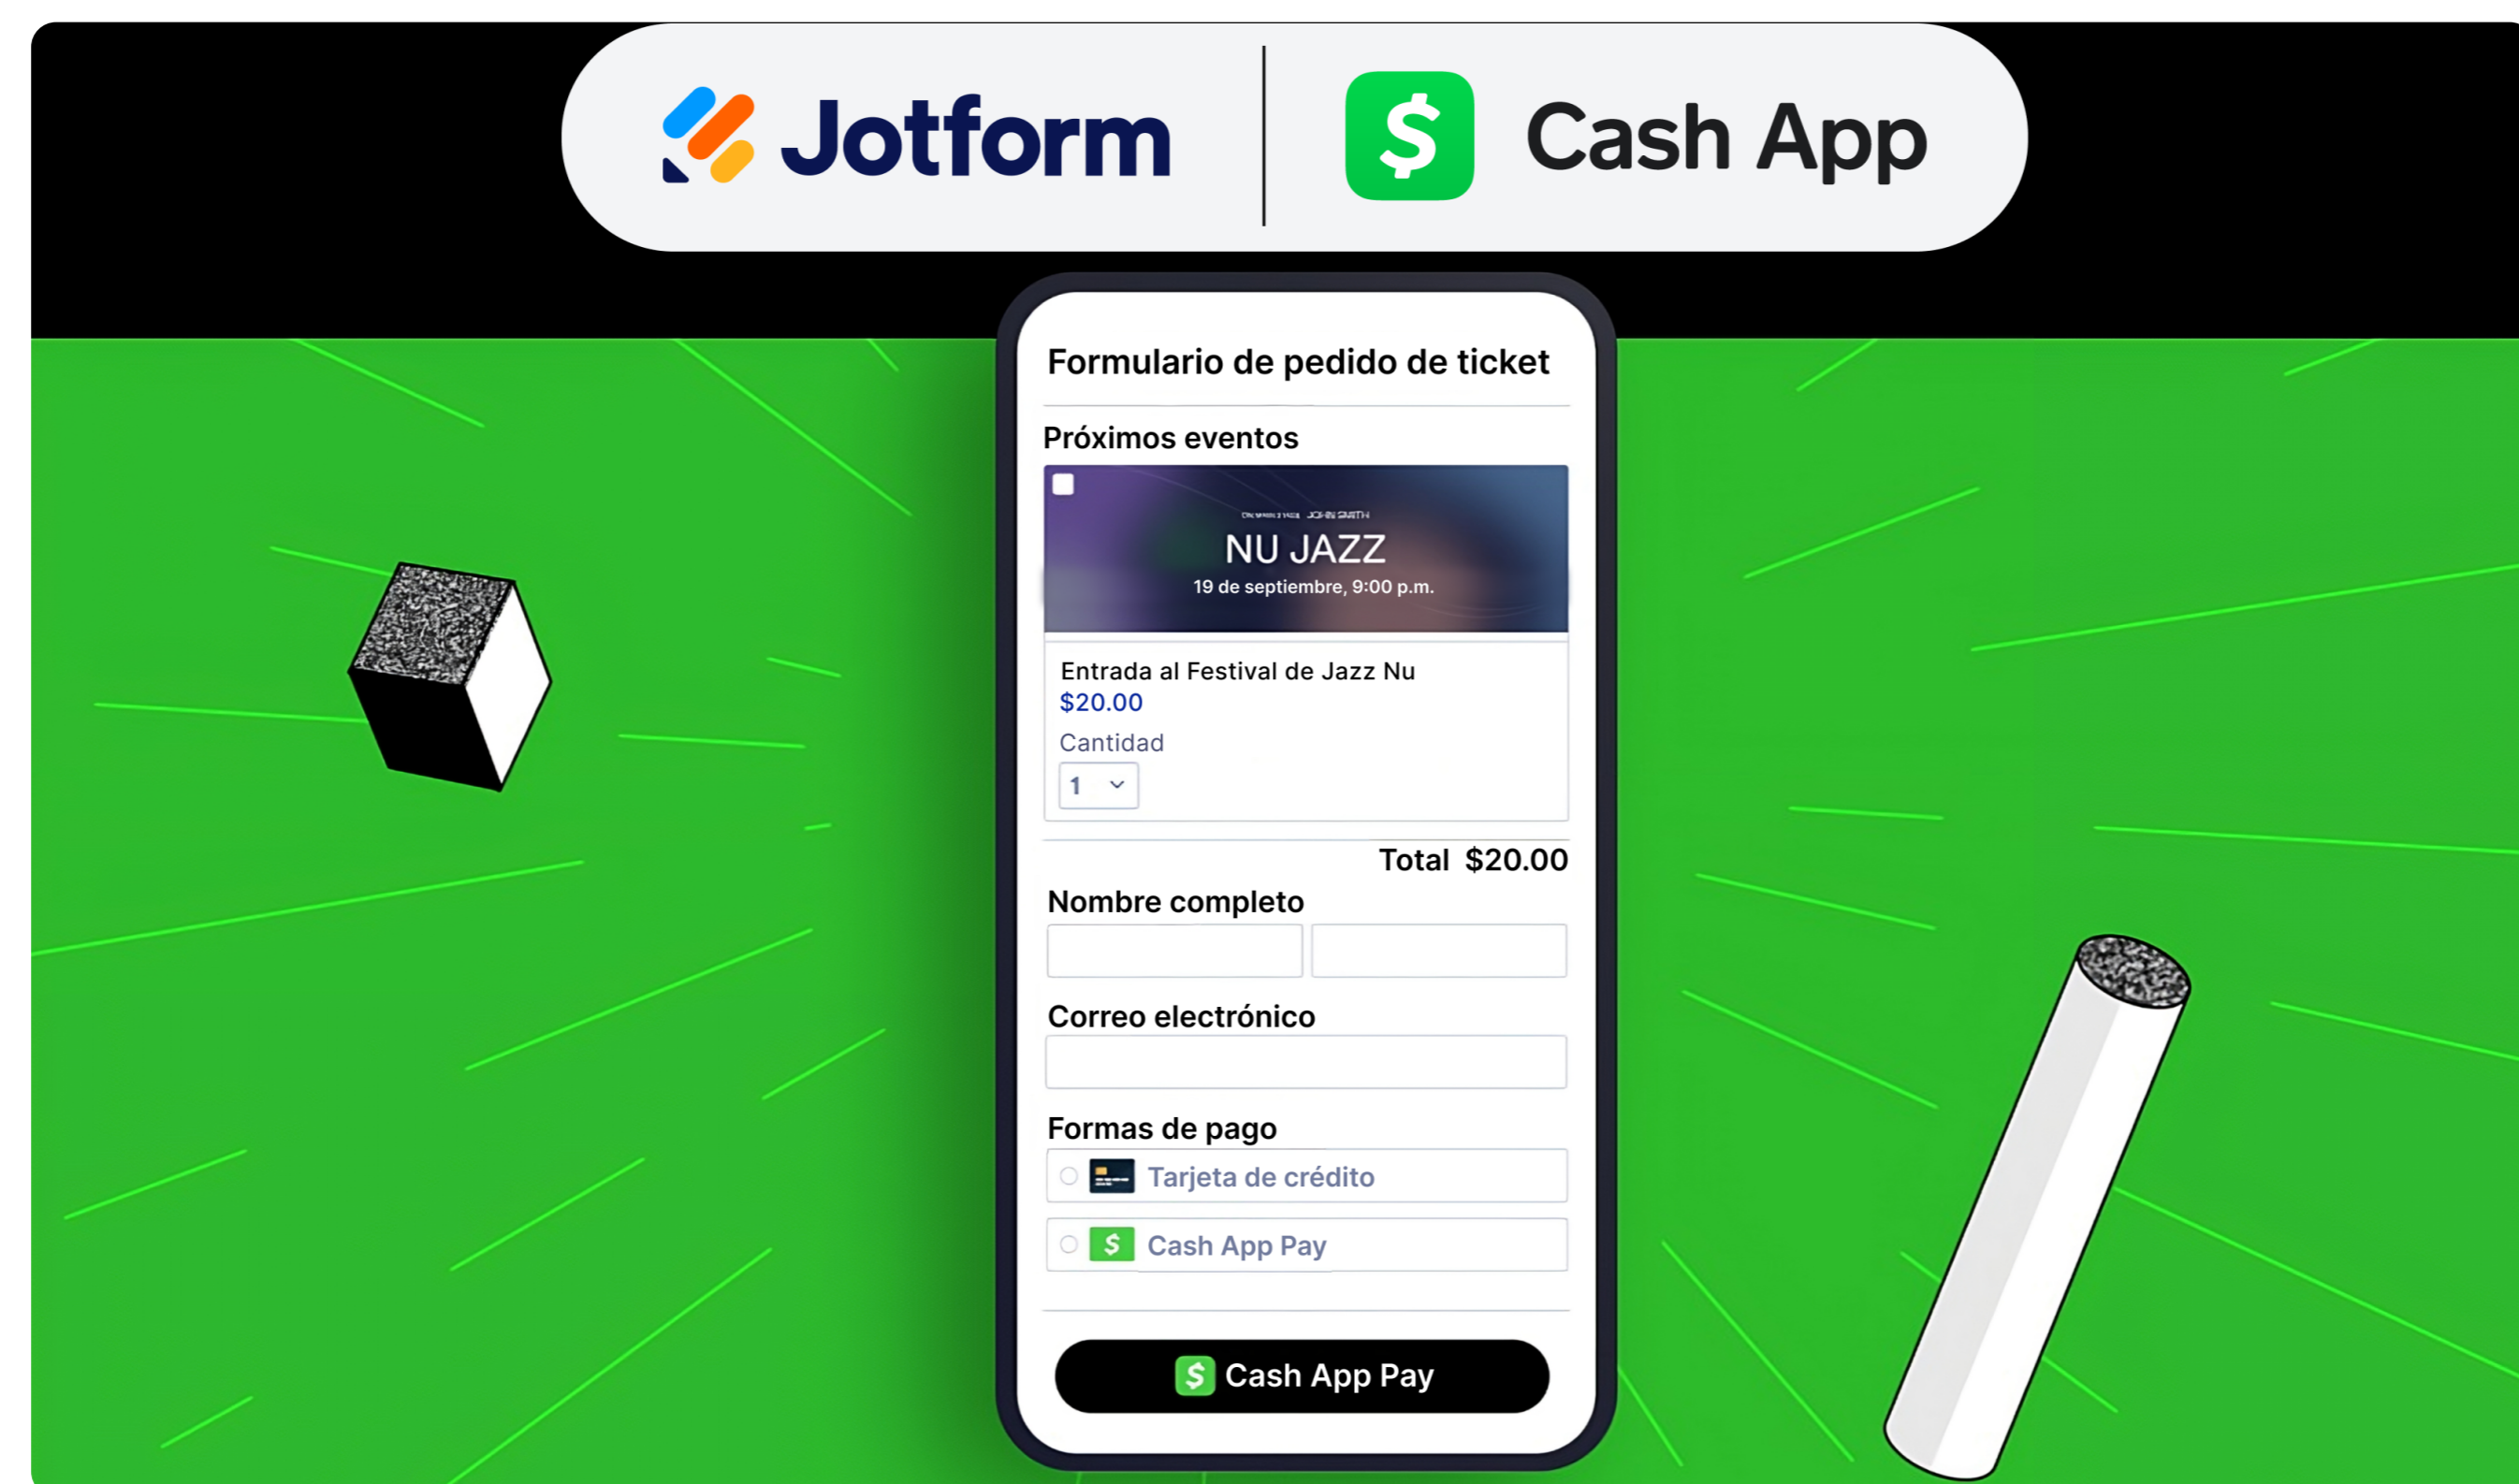 Jotform
Cash App
Formulario de pedido de ticket
Próximos eventos
JOHN SMITH
NU JAZZ
19 de septiembre, 9:00 p.m.
Entrada al Festival de Jazz Nu
$20.00
Cantidad
1
Total $20.00
Nombre completo
Correo electrónico
Formas de pago
Tarjeta de crédito
$ Cash App Pay
$ Cash App Pay